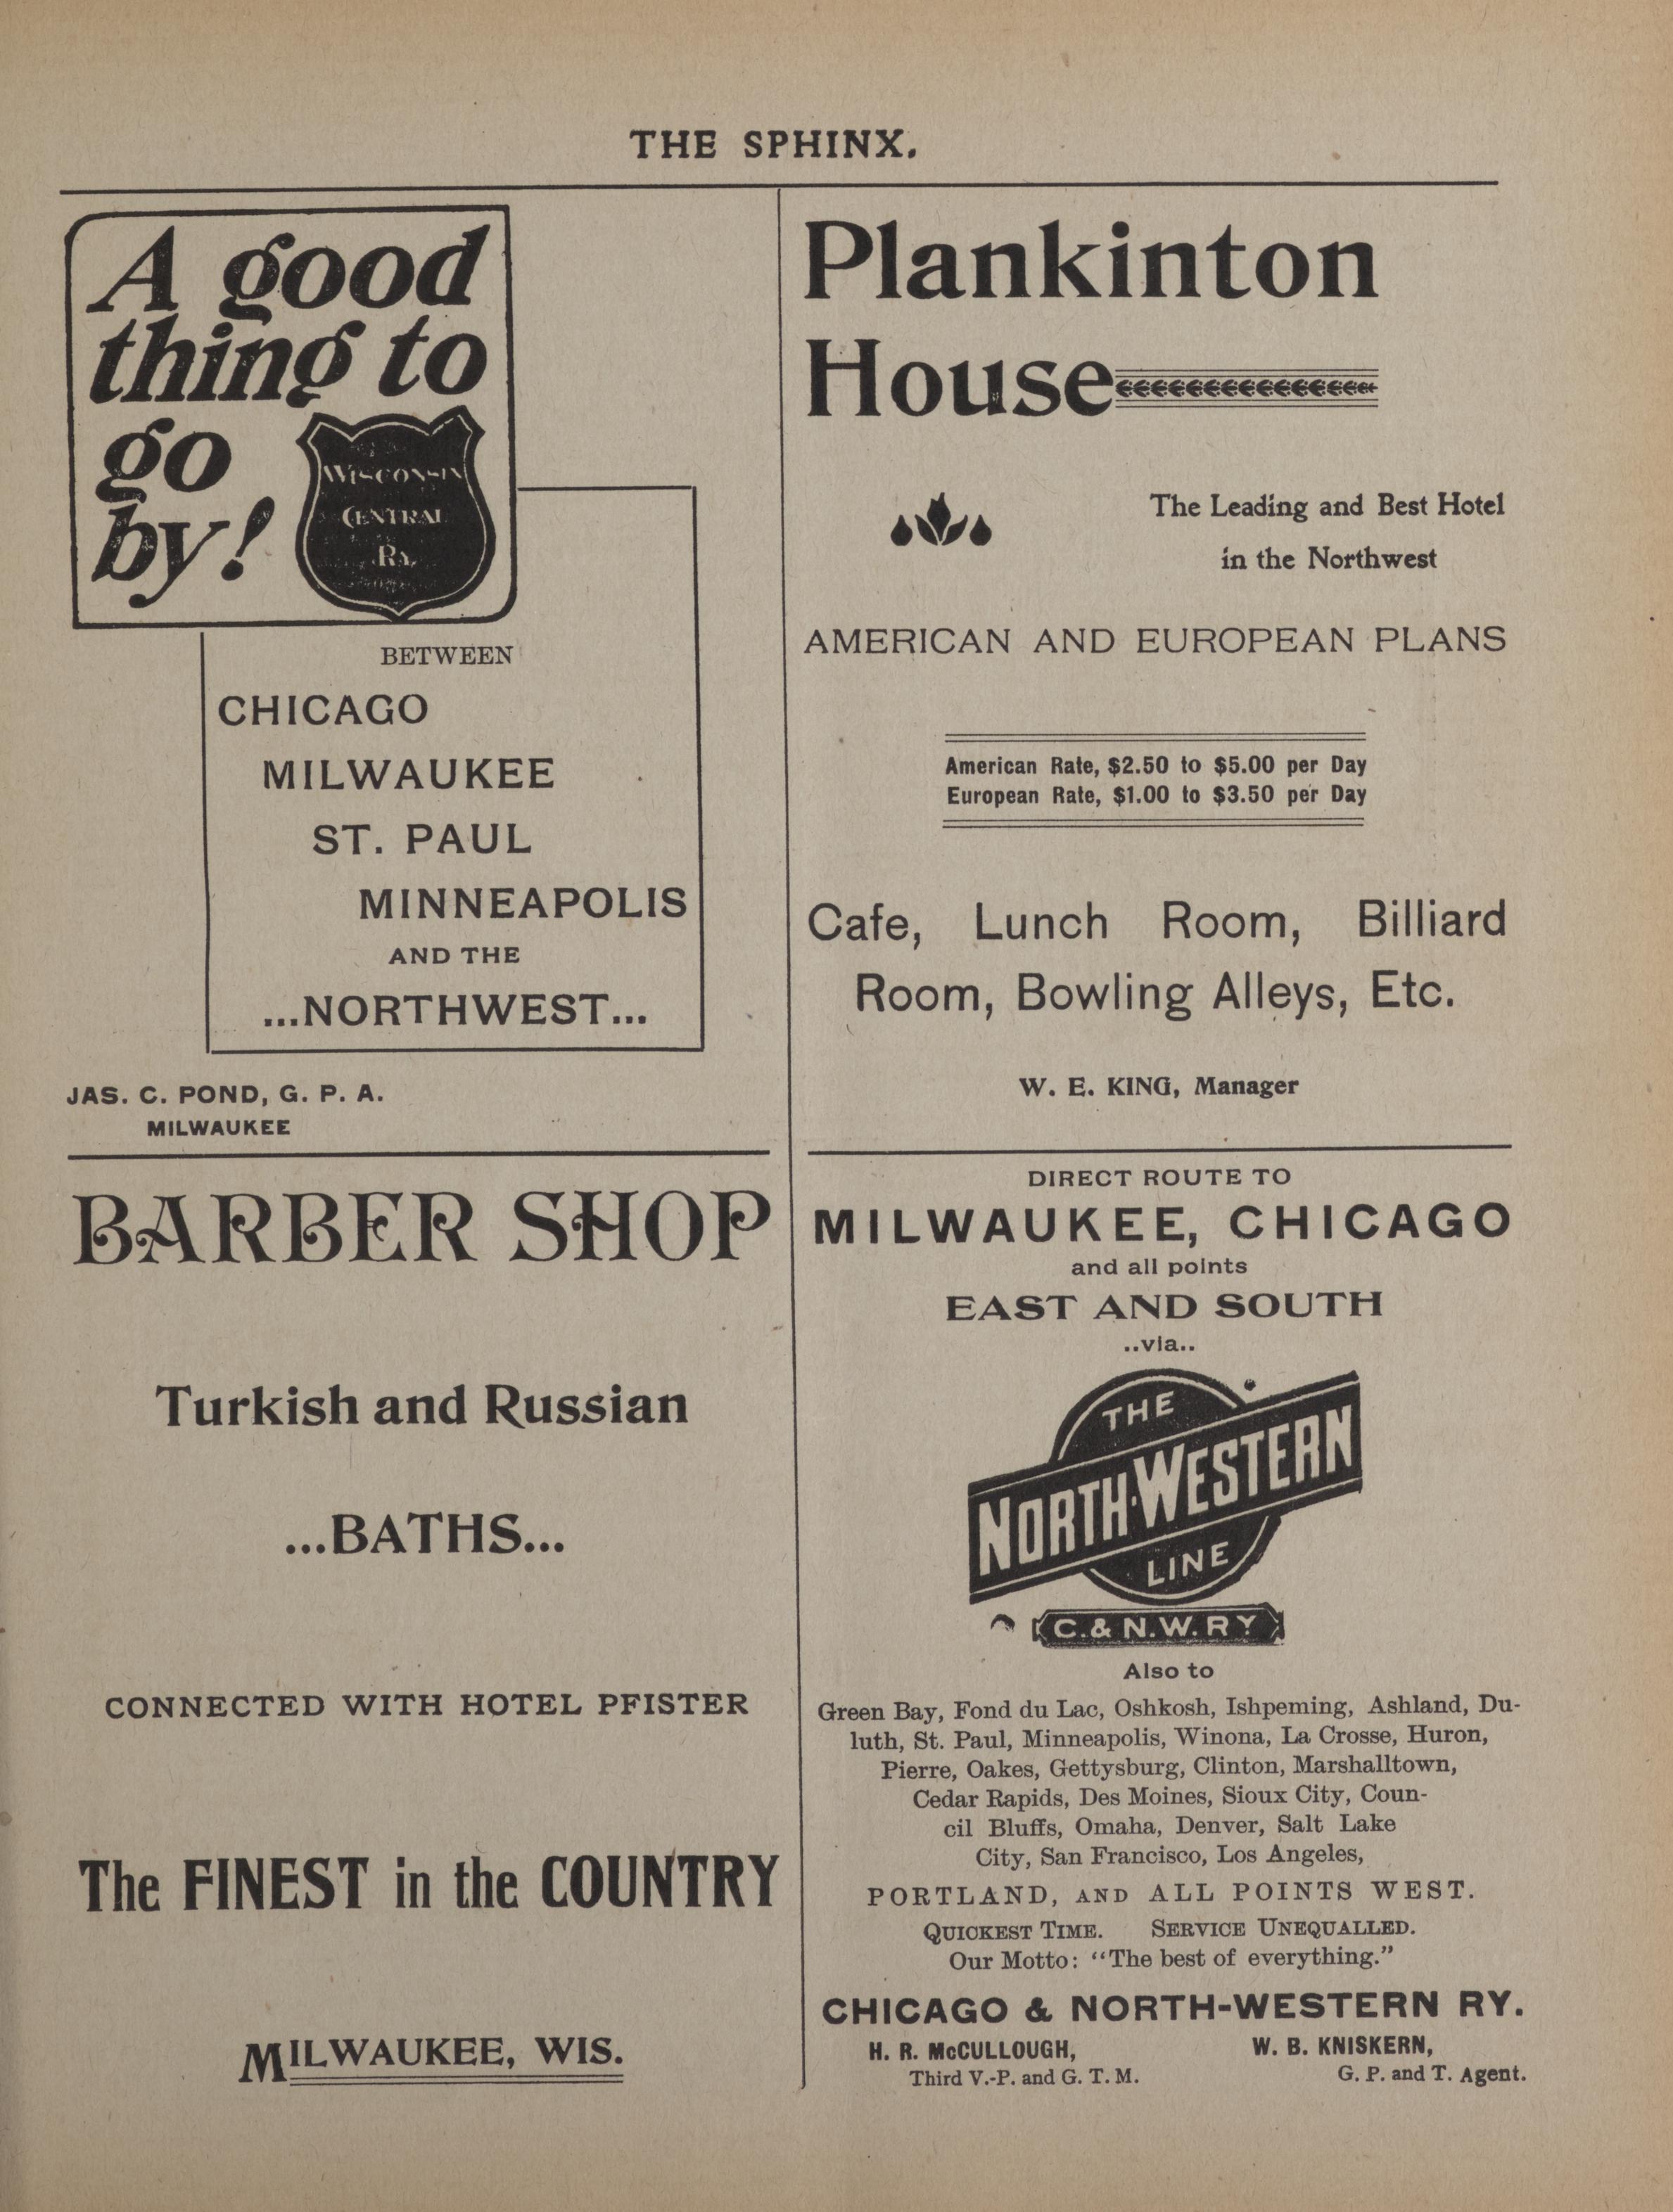 THE SPHINX.
A good
thing to
go
by!
WISCONSIN
CENTRAL
RY.
BETWEEN
CHICAGO
MILWAUKEE
ST. PAUL
MINNEAPOLIS
AND THE
...NORTHWEST...
JAS. C. POND, G. P. A.
MILWAUKEE
BARBER SHOP
Turkish and Russian
...BATHS...
CONNECTED WITH HOTEL PFISTER
The FINEST in the COUNTRY
MILWAUKEE, WIS.
Plankinton
House
The Leading and Best Hotel
in the Northwest
AMERICAN AND EUROPEAN PLANS
American Rate, $2.50 to $5.00 per Day
European Rate, $1.00 to $3.50 per Day
Cafe, Lunch Room, Billiard
Room, Bowling Alleys, Etc.
W. E. KING, Manager
DIRECT ROUTE TO
MILWAUKEE, CHICAGO
and all points
EAST AND SOUTH
..via..
THE
NORTH-WESTERN
LINE
C. & N. W. RY
Also to
Green Bay, Fond du Lac, Oshkosh, Ishpeming, Ashland, Du-
luth, St. Paul, Minneapolis, Winona, La Crosse, Huron,
Pierre, Oakes, Gettysburg, Clinton, Marshalltown,
Cedar Rapids, Des Moines, Sioux City, Coun-
cil Bluffs, Omaha, Denver, Salt Lake
City, San Francisco, Los Angeles,
PORTLAND, AND ALL POINTS WEST.
QUICKEST TIME. SERVICE UNEQUALLED.
Our Motto: "The best of everything."
CHICAGO & NORTH-WESTERN RY.
H. R. McCULLOUGH, W. B. KNISKERN,
Third V.-P. and G. T. M. G. P. and T. Agent.